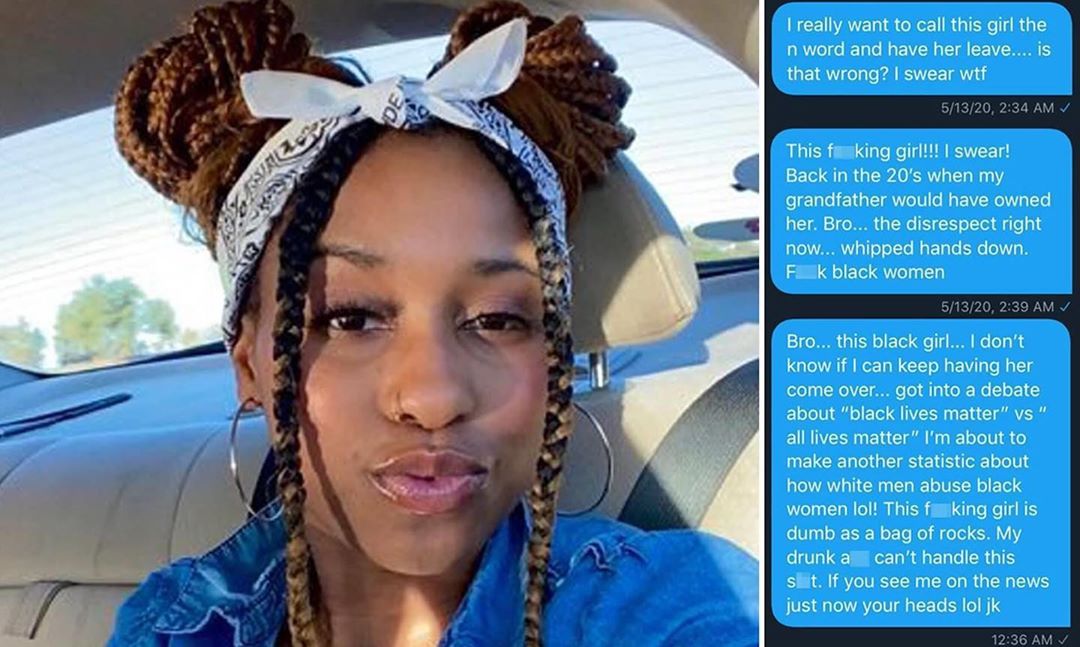 I really want to call this girl the
n word and have her leave.... is
that wrong? I swear wtf
5/13/20, 2:34 AM ✓
This f king girl!!! I swear!
Back in the 20's when my
grandfather would have owned
her. Bro... the disrespect right
now... whipped hands down.
F k black women
5/13/20, 2:39 AM ✓
Bro... this black girl... I don't
know if I can keep having her
come over... got into a debate
about “black lives matter” vs “
all lives matter” I'm about to
make another statistic about
how white men abuse black
women lol! This f king girl is
dumb as a bag of rocks. My
drunk a can't handle this
s t. If you see me on the news
just now your heads lol jk
12:36 AM ✓